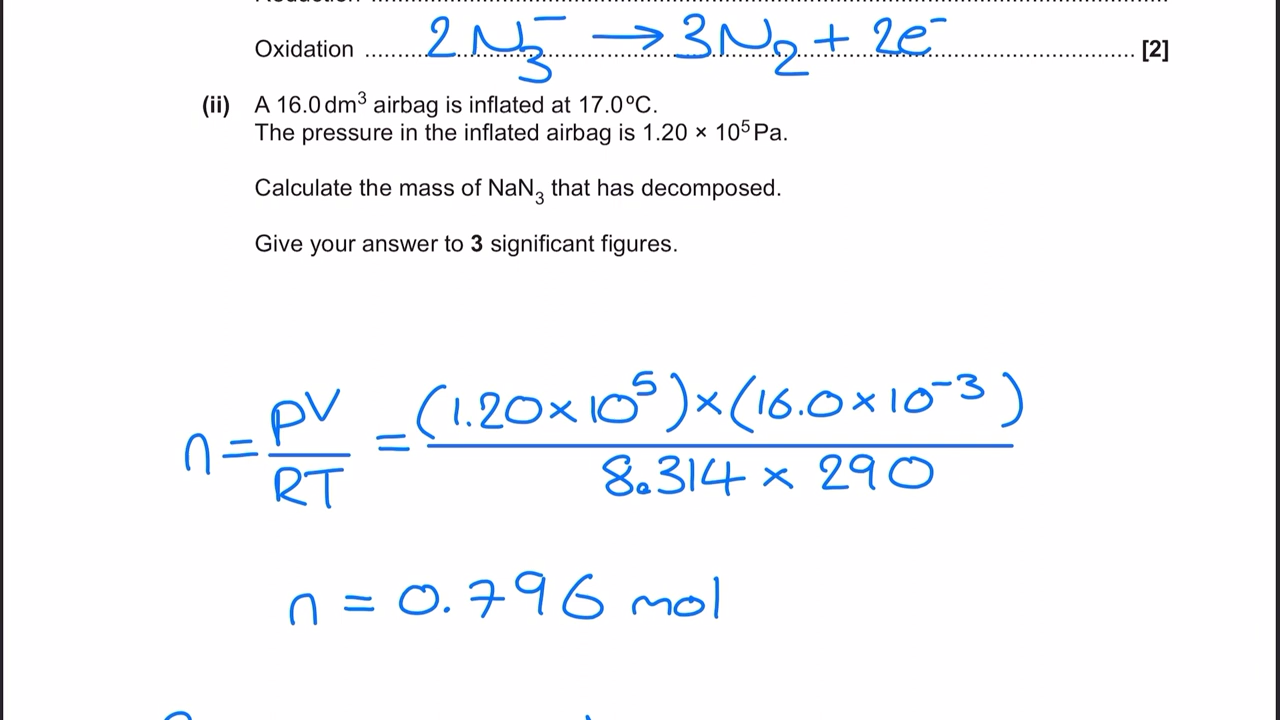 Oxidation .......... 2N₃⁻ → 3N₂ + 2e⁻ .......... [2]
(ii) A 16.0 dm³ airbag is inflated at 17.0 ºC.
The pressure in the inflated airbag is 1.20 × 10⁵ Pa.
Calculate the mass of NaN₃ that has decomposed.
Give your answer to 3 significant figures.
n = pV/RT = (1.20 × 10⁵) × (16.0 × 10⁻³) / 8.314 × 290
n = 0.796 mol